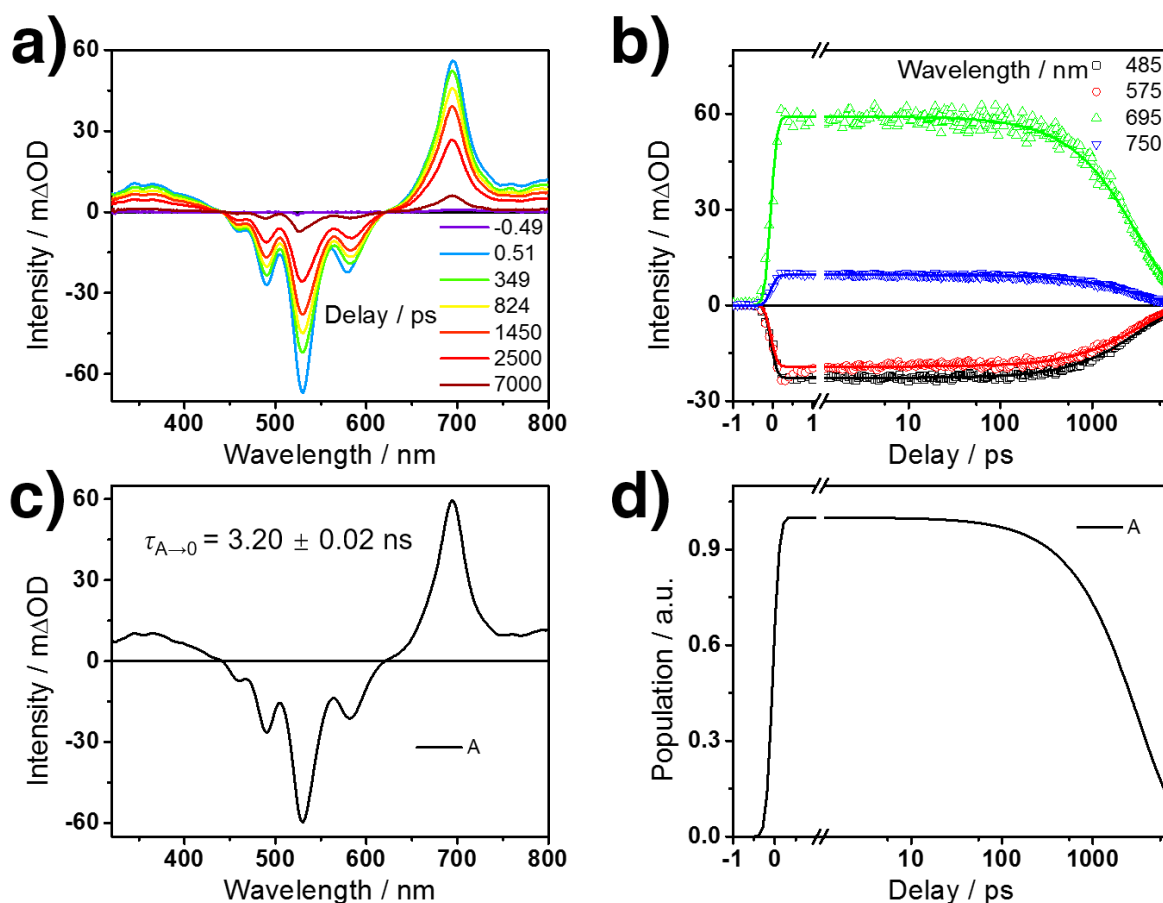 a)
60
30
0
-30
-60
Intensity / mΔOD
400
500
600
700
800
Wavelength / nm
Delay / ps
-0.49
0.51
349
824
1450
2500
7000
b)
60
30
0
-30
Intensity / mΔOD
-1
0
1
10
100
1000
Delay / ps
Wavelength / nm
485
575
695
750
c)
60
30
0
-30
-60
Intensity / mΔOD
400
500
600
700
800
Wavelength / nm
τA→0 = 3.20 ± 0.02 ns
A
d)
0.9
0.6
0.3
0.0
Population / a.u.
-1
0
10
100
1000
Delay / ps
A